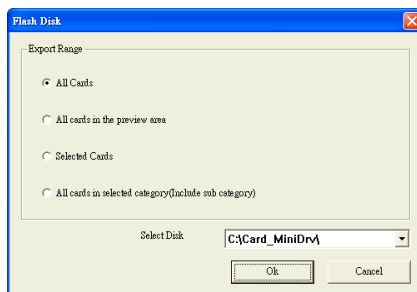 Flash Disk
Export Range
All Cards
All cards in the preview area
Selected Cards
All cards in selected category(Include sub category)
Select Disk C:\Card_MiniDrv\
Ok Cancel